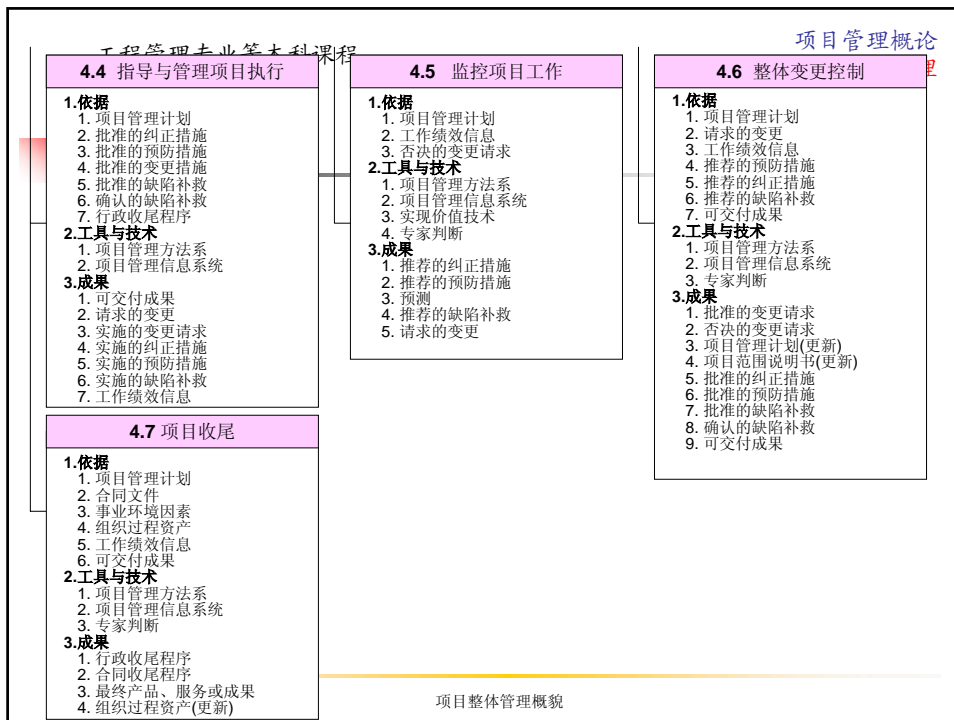 工程管理专业等本科课程
项目管理概论
理
4.4 指导与管理项目执行
1.依据
1. 项目管理计划
2. 批准的纠正措施
3. 批准的预防措施
4. 批准的变更措施
5. 批准的缺陷补救
6. 确认的缺陷补救
7. 行政收尾程序
2.工具与技术
1. 项目管理方法系
2. 项目管理信息系统
3.成果
1. 可交付成果
2. 请求的变更
3. 实施的变更请求
4. 实施的纠正措施
5. 实施的预防措施
6. 实施的缺陷补救
7. 工作绩效信息
4.5 监控项目工作
1.依据
1. 项目管理计划
2. 工作绩效信息
3. 否决的变更请求
2.工具与技术
1. 项目管理方法系
2. 项目管理信息系统
3. 实现价值技术
4. 专家判断
3.成果
1. 推荐的纠正措施
2. 推荐的预防措施
3. 预测
4. 推荐的缺陷补救
5. 请求的变更
4.6 整体变更控制
1.依据
1. 项目管理计划
2. 请求的变更
3. 工作绩效信息
4. 推荐的预防措施
5. 推荐的纠正措施
6. 推荐的缺陷补救
7. 可交付成果
2.工具与技术
1. 项目管理方法系
2. 项目管理信息系统
3. 专家判断
3.成果
1. 批准的变更请求
2. 否决的变更请求
3. 项目管理计划(更新)
4. 项目范围说明书(更新)
5. 批准的纠正措施
6. 批准的预防措施
7. 批准的缺陷补救
8. 确认的缺陷补救
9. 可交付成果
4.7 项目收尾
1.依据
1. 项目管理计划
2. 合同文件
3. 事业环境因素
4. 组织过程资产
5. 工作绩效信息
6. 可交付成果
2.工具与技术
1. 项目管理方法系
2. 项目管理信息系统
3. 专家判断
3.成果
1. 行政收尾程序
2. 合同收尾程序
3. 最终产品、服务或成果
4. 组织过程资产(更新)
项目整体管理概貌